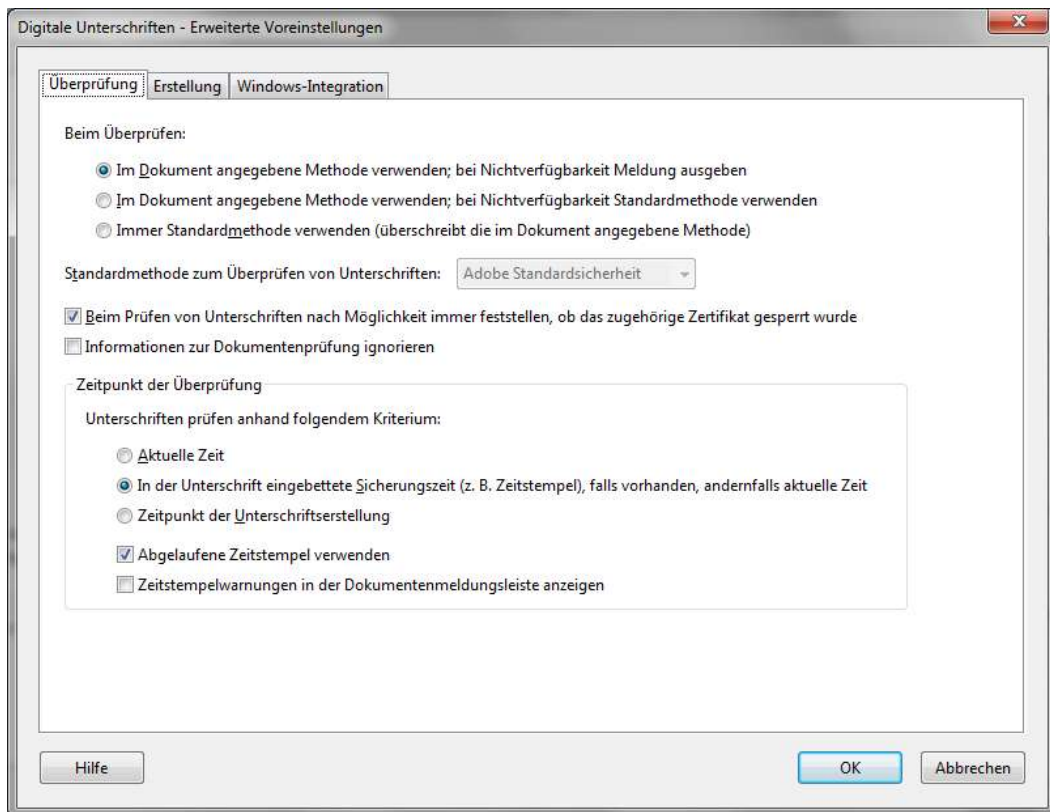 Digitale Unterschriften - Erweiterte Voreinstellungen
Überprüfung Erstellung Windows-Integration
Beim Überprüfen:
Im Dokument angegebene Methode verwenden; bei Nichtverfügbarkeit Meldung ausgeben
Im Dokument angegebene Methode verwenden; bei Nichtverfügbarkeit Standardmethode verwenden
Immer Standardmethode verwenden (überschreibt die im Dokument angegebene Methode)
Standardmethode zum Überprüfen von Unterschriften: Adobe Standardsicherheit
Beim Prüfen von Unterschriften nach Möglichkeit immer feststellen, ob das zugehörige Zertifikat gesperrt wurde
Informationen zur Dokumentenprüfung ignorieren
Zeitpunkt der Überprüfung
Unterschriften prüfen anhand folgendem Kriterium:
Aktuelle Zeit
In der Unterschrift eingebettete Sicherungszeit (z. B. Zeitstempel), falls vorhanden, andernfalls aktuelle Zeit
Zeitpunkt der Unterschriftserstellung
Abgelaufene Zeitstempel verwenden
Zeitstempelwarnungen in der Dokumentenmeldungsleiste anzeigen
Hilfe OK Abbrechen